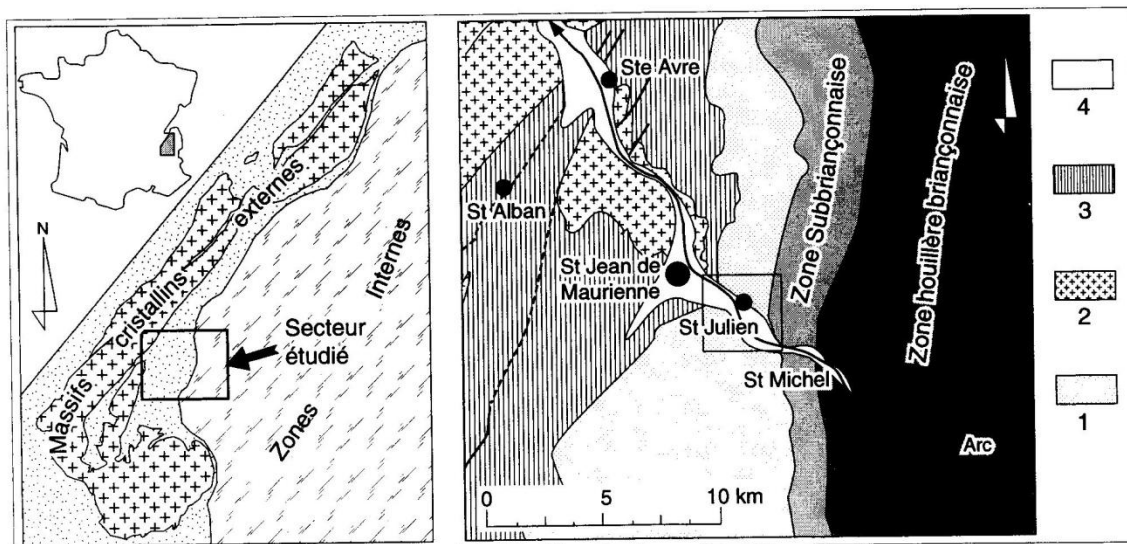 N
Massifs
cristallins
externes
Internes
Zones
Secteur
étudié
Ste Avre
St Alban
St Jean de
Maurienne
St Julien
St Michel
Zone Subbriançonnaise
Zone houillère briançonnaise
Arc
0 5 10 km
4
3
2
1